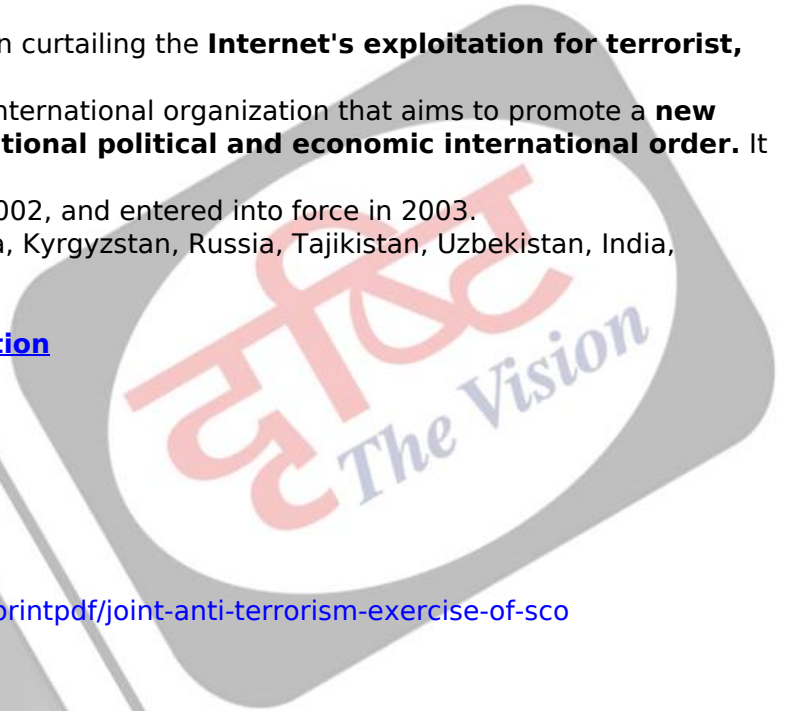 n curtailing the Internet's exploitation for terrorist,
nternational organization that aims to promote a new
tional political and economic international order. It
002, and entered into force in 2003.
a, Kyrgyzstan, Russia, Tajikistan, Uzbekistan, India,
tion
दृष्टि
The Vision
printpdf/joint-anti-terrorism-exercise-of-sco